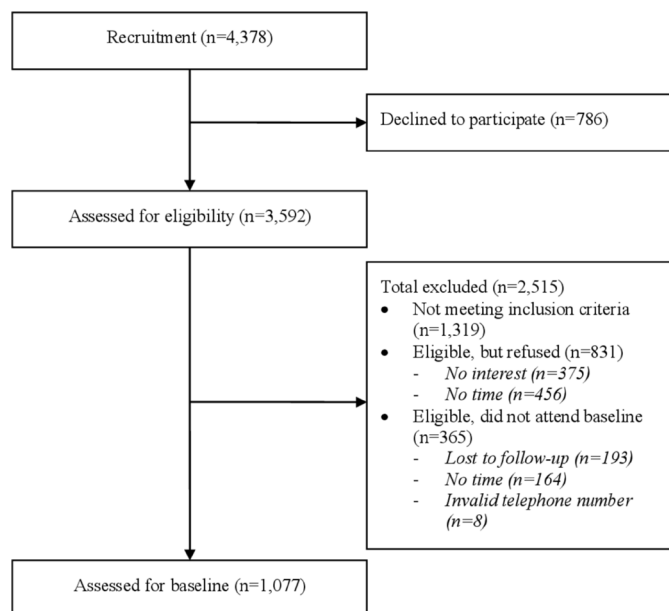 Recruitment (n=4,378)
Declined to participate (n=786)
Assessed for eligibility (n=3,592)
Total excluded (n=2,515)
• Not meeting inclusion criteria
(n=1,319)
• Eligible, but refused (n=831)
- No interest (n=375)
- No time (n=456)
• Eligible, did not attend baseline
(n=365)
- Lost to follow-up (n=193)
- No time (n=164)
- Invalid telephone number
(n=8)
Assessed for baseline (n=1,077)